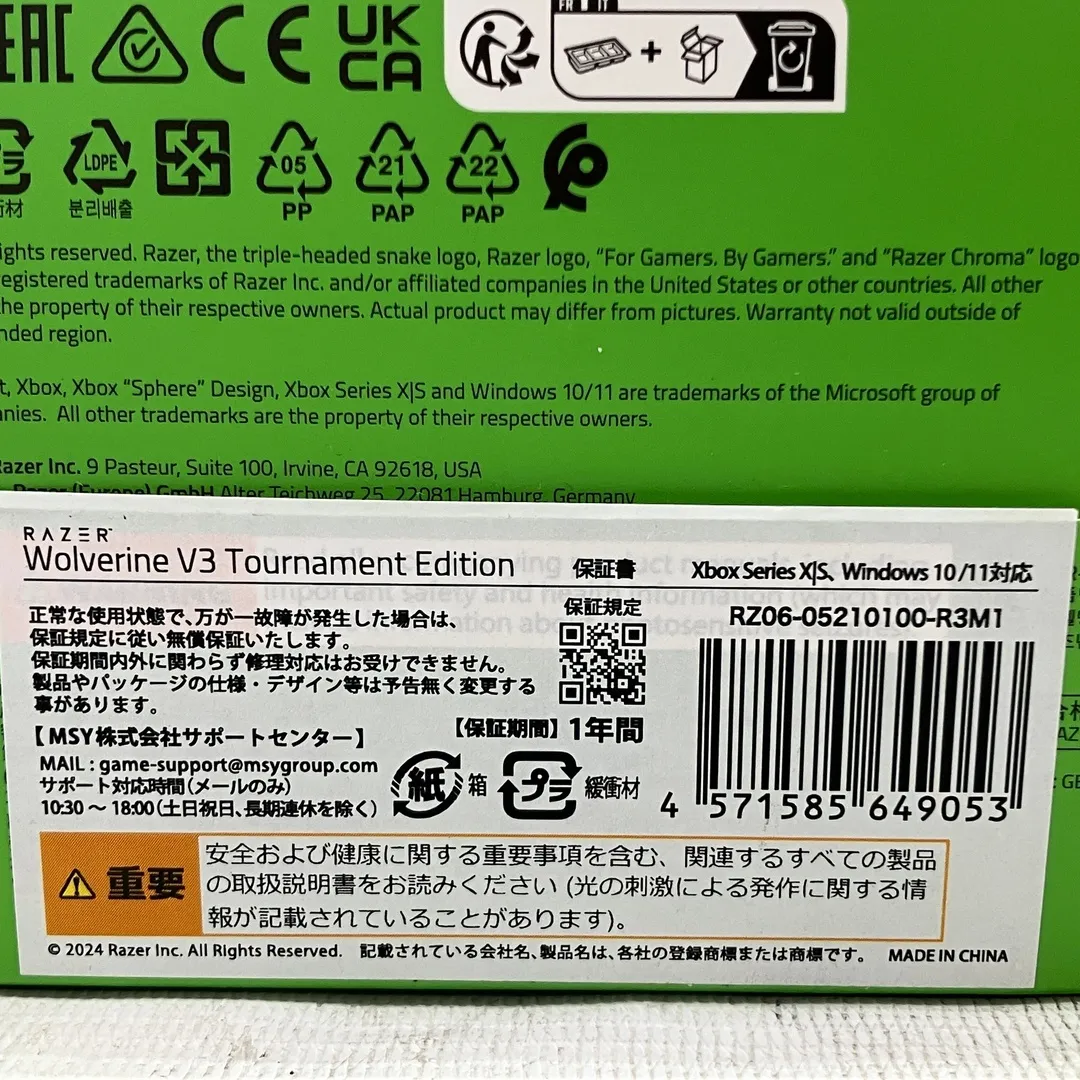 EAC
CE
UK
CA
FR
IT
+
プラ
LDPE
05
21
22
衝材
분리배출
PP
PAP
PAP
ights reserved. Razer, the triple-headed snake logo, Razer logo, “For Gamers. By Gamers.” and “Razer Chroma” logo
registered trademarks of Razer Inc. and/or affiliated companies in the United States or other countries. All other
the property of their respective owners. Actual product may differ from pictures. Warranty not valid outside of
nded region.
t, Xbox, Xbox “Sphere” Design, Xbox Series X|S and Windows 10/11 are trademarks of the Microsoft group of
anies. All other trademarks are the property of their respective owners.
Razer Inc. 9 Pasteur, Suite 100, Irvine, CA 92618, USA
Razer (Europe) GmbH Alter Teichweg 25, 22081 Hamburg, Germany
RAZER™
Wolverine V3 Tournament Edition
保証書
Xbox Series X|S、Windows 10/11対応
正常な使用状態で、万が一故障が発生した場合は、
保証規定に従い無償保証いたします。
保証期間内外に関わらず修理対応はお受けできません。
製品やパッケージの仕様・デザイン等は予告無く変更する
事があります。
保証規定
RZ06-05210100-R3M1
【MSY株式会社サポートセンター】
【保証期間】1年間
MAIL : game-support@msygroup.com
サポート対応時間（メールのみ）
10:30 ～ 18:00（土日祝日、長期連休を除く）
紙 箱
プラ 緩衝材
4 571585 649053
重要
安全および健康に関する重要事項を含む、関連するすべての製品
の取扱説明書をお読みください (光の刺激による発作に関する情
報が記載されていることがあります)。
© 2024 Razer Inc. All Rights Reserved. 記載されている会社名、製品名は、各社の登録商標または商標です。 MADE IN CHINA